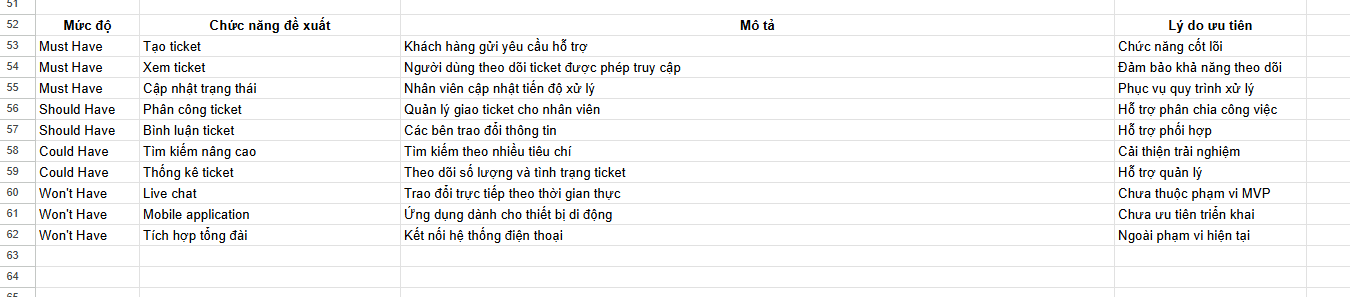 51
52 Mức độ Chức năng đề xuất Mô tả Lý do ưu tiên
53 Must Have Tạo ticket Khách hàng gửi yêu cầu hỗ trợ Chức năng cốt lõi
54 Must Have Xem ticket Người dùng theo dõi ticket được phép truy cập Đảm bảo khả năng theo dõi
55 Must Have Cập nhật trạng thái Nhân viên cập nhật tiến độ xử lý Phục vụ quy trình xử lý
56 Should Have Phân công ticket Quản lý giao ticket cho nhân viên Hỗ trợ phân chia công việc
57 Should Have Bình luận ticket Các bên trao đổi thông tin Hỗ trợ phối hợp
58 Could Have Tìm kiếm nâng cao Tìm kiếm theo nhiều tiêu chí Cải thiện trải nghiệm
59 Could Have Thống kê ticket Theo dõi số lượng và tình trạng ticket Hỗ trợ quản lý
60 Won't Have Live chat Trao đổi trực tiếp theo thời gian thực Chưa thuộc phạm vi MVP
61 Won't Have Mobile application Ứng dụng dành cho thiết bị di động Chưa ưu tiên triển khai
62 Won't Have Tích hợp tổng đài Kết nối hệ thống điện thoại Ngoài phạm vi hiện tại
63
64
65